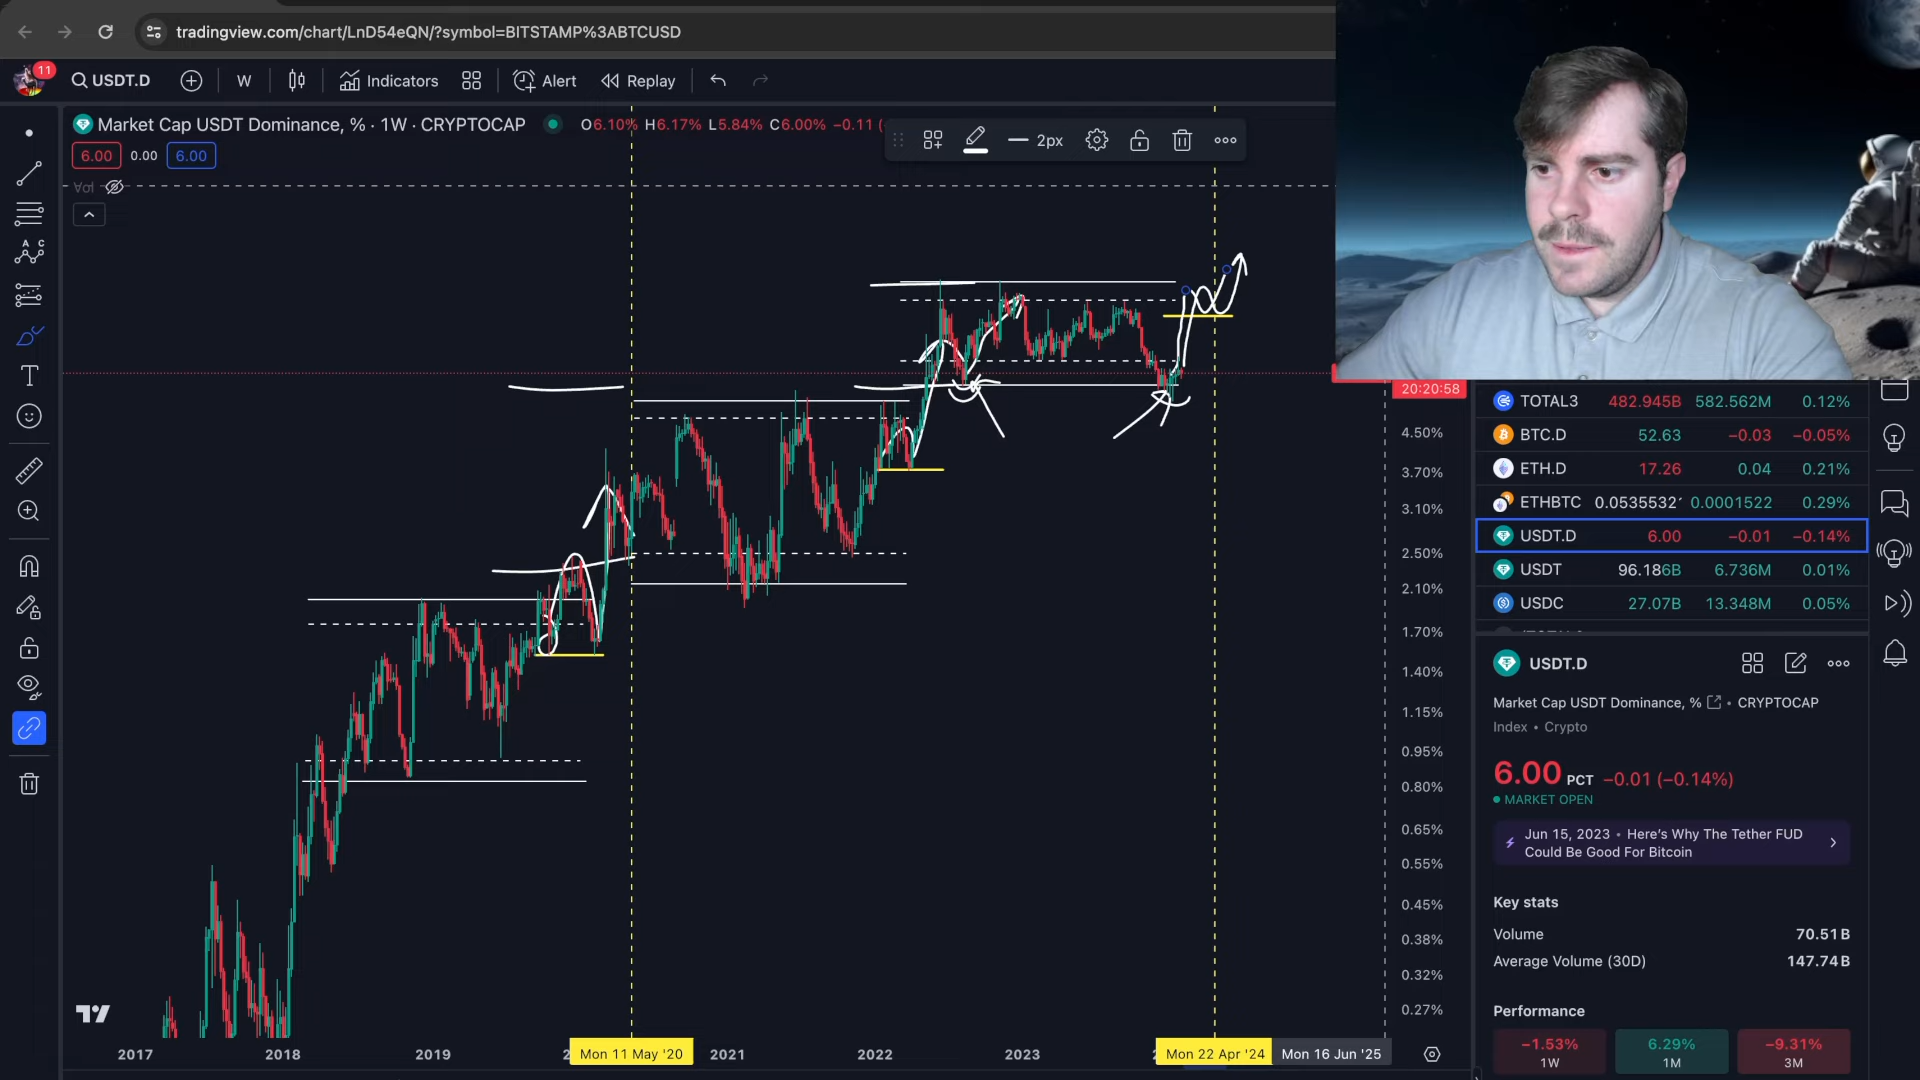 tradingview.com/chart/LnD54eQN/?symbol=BITSTAMP%3ABTCUSD
11 USDT.D W Indicators Alert Replay
Market Cap USDT Dominance, % · 1W · CRYPTOCAP O6.10% H6.17% L5.84% C6.00% −0.11 (
2px
6.00 0.00 6.00
Vol
20:20:58
4.50%
3.70%
3.10%
2.50%
2.10%
1.70%
1.40%
1.15%
0.95%
0.80%
0.65%
0.55%
0.45%
0.38%
0.32%
0.27%
2017 2018 2019 Mon 11 May '20 2021 2022 2023 Mon 22 Apr '24 Mon 16 Jun '25
TOTAL3 482.945B 582.562M 0.12%
BTC.D 52.63 −0.03 −0.05%
ETH.D 17.26 0.04 0.21%
ETHBTC 0.0535532 0.0001522 0.29%
USDT.D 6.00 −0.01 −0.14%
USDT 96.186B 6.736M 0.01%
USDC 27.07B 13.348M 0.05%
USDT.D
Market Cap USDT Dominance, % • CRYPTOCAP
Index • Crypto
6.00 PCT −0.01 (−0.14%)
MARKET OPEN
Jun 15, 2023 • Here's Why The Tether FUD
Could Be Good For Bitcoin
Key stats
Volume 70.51B
Average Volume (30D) 147.74B
Performance
−1.53% 6.29% −9.31%
1W 1M 3M